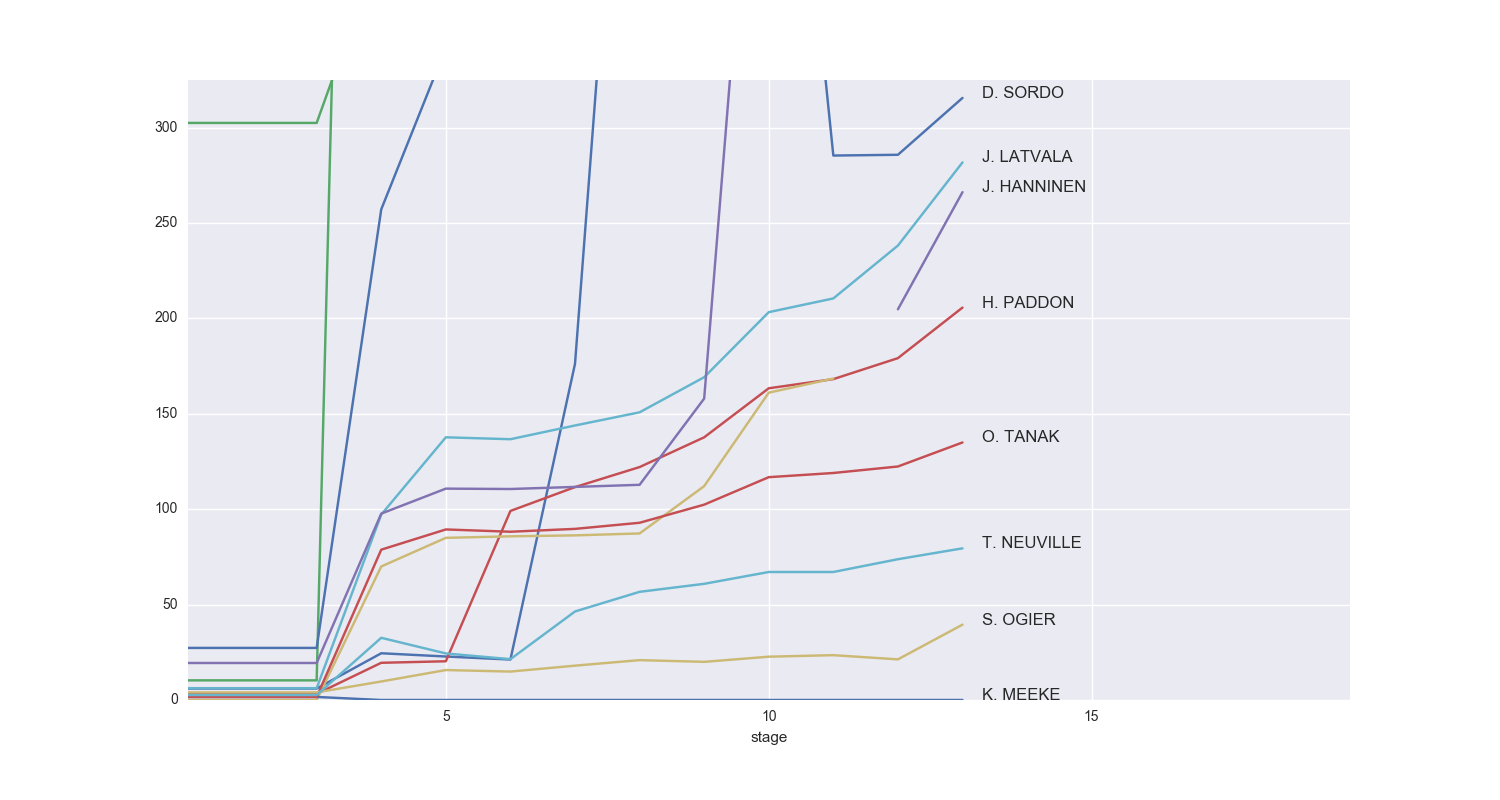 300
250
200
150
100
50
0
D. SORDO
J. LATVALA
J. HANNINEN
H. PADDON
O. TANAK
T. NEUVILLE
S. OGIER
K. MEEKE
5 10 15
stage